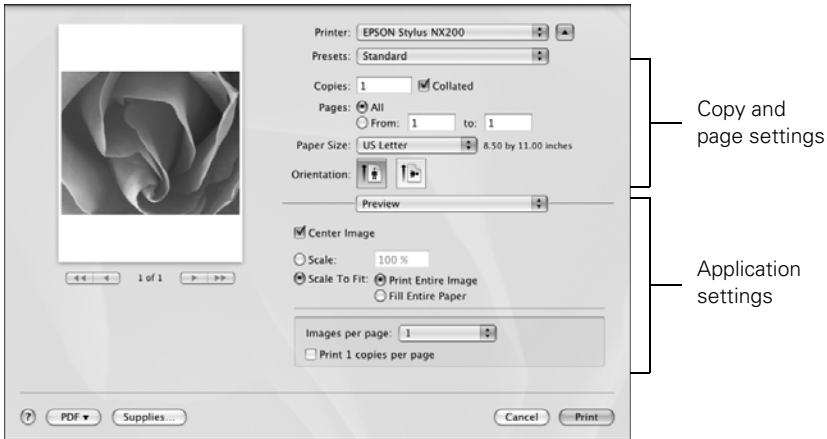 Printer: EPSON Stylus NX200
Presets: Standard
Copies: 1 Collated
Pages: All
From: 1 to: 1
Paper Size: US Letter 8.50 by 11.00 inches
Orientation:
Preview
Center Image
Scale: 100 %
Scale To Fit: Print Entire Image
Fill Entire Paper
Images per page: 1
Print 1 copies per page
1 of 1
? PDF Supplies... Cancel Print
Copy and
page settings
Application
settings